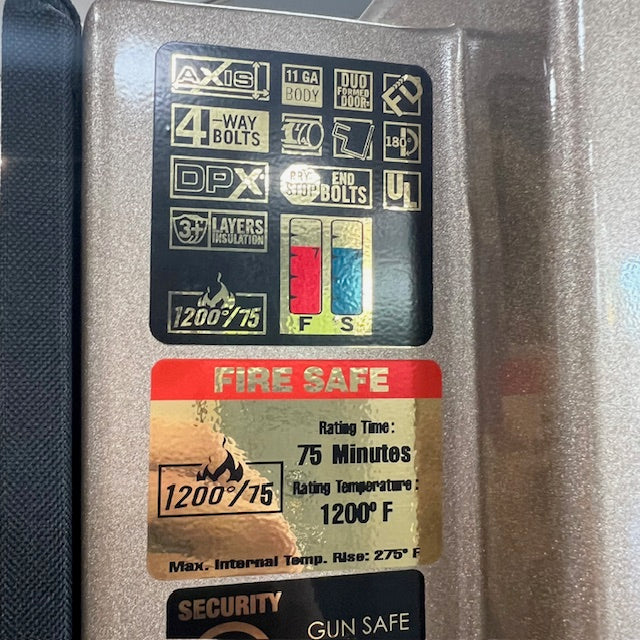 AXIS
11 GA
BODY
DUO
FORMED
DOOR
FD
4-WAY
BOLTS
180°
DPX
PRY
STOP
END
BOLTS
UL
3+
LAYERS
INSULATION
1200°/75
F S
FIRE SAFE
Rating Time:
75 Minutes
1200°/75
Rating Temperature:
1200° F
Max. Internal Temp. Rise: 275° F
SECURITY
GUN SAFE